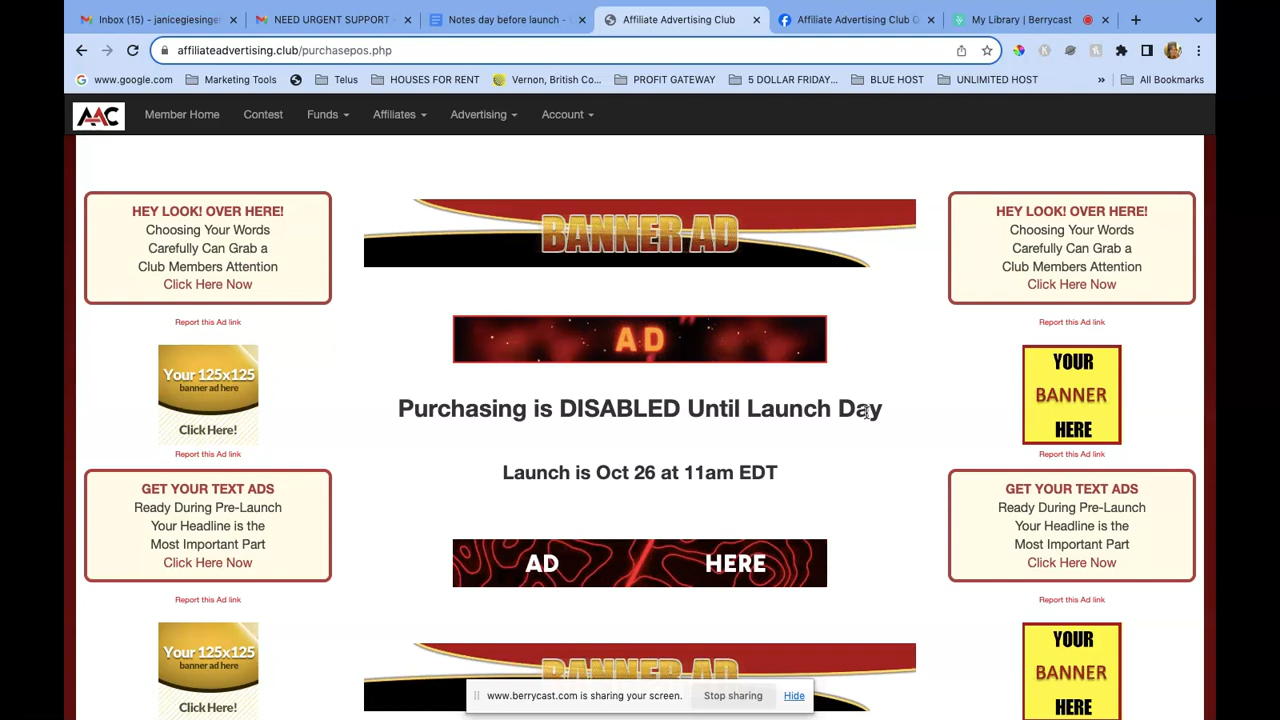 Inbox (15) - janicegiesinger
NEED URGENT SUPPORT -
Notes day before launch -
Affiliate Advertising Club
Affiliate Advertising Club
My Library | Berrycast
affiliateadvertising.club/purchasepos.php
www.google.com
Marketing Tools
Telus
HOUSES FOR RENT
Vernon, British Co...
PROFIT GATEWAY
5 DOLLAR FRIDAY...
BLUE HOST
UNLIMITED HOST
»
All Bookmarks
AAC
Member Home
Contest
Funds
Affiliates
Advertising
Account
HEY LOOK! OVER HERE!
Choosing Your Words
Carefully Can Grab a
Club Members Attention
Click Here Now
Report this Ad link
Your 125x125
banner ad here
Click Here!
Report this Ad link
GET YOUR TEXT ADS
Ready During Pre-Launch
Your Headline is the
Most Important Part
Click Here Now
Report this Ad link
Your 125x125
banner ad here
Click Here!
BANNER AD
AD
Purchasing is DISABLED Until Launch Day
Launch is Oct 26 at 11am EDT
AD HERE
BANNER AD
HEY LOOK! OVER HERE!
Choosing Your Words
Carefully Can Grab a
Club Members Attention
Click Here Now
Report this Ad link
YOUR
BANNER
HERE
Report this Ad link
GET YOUR TEXT ADS
Ready During Pre-Launch
Your Headline is the
Most Important Part
Click Here Now
Report this Ad link
YOUR
BANNER
HERE
www.berrycast.com is sharing your screen.
Stop sharing
Hide